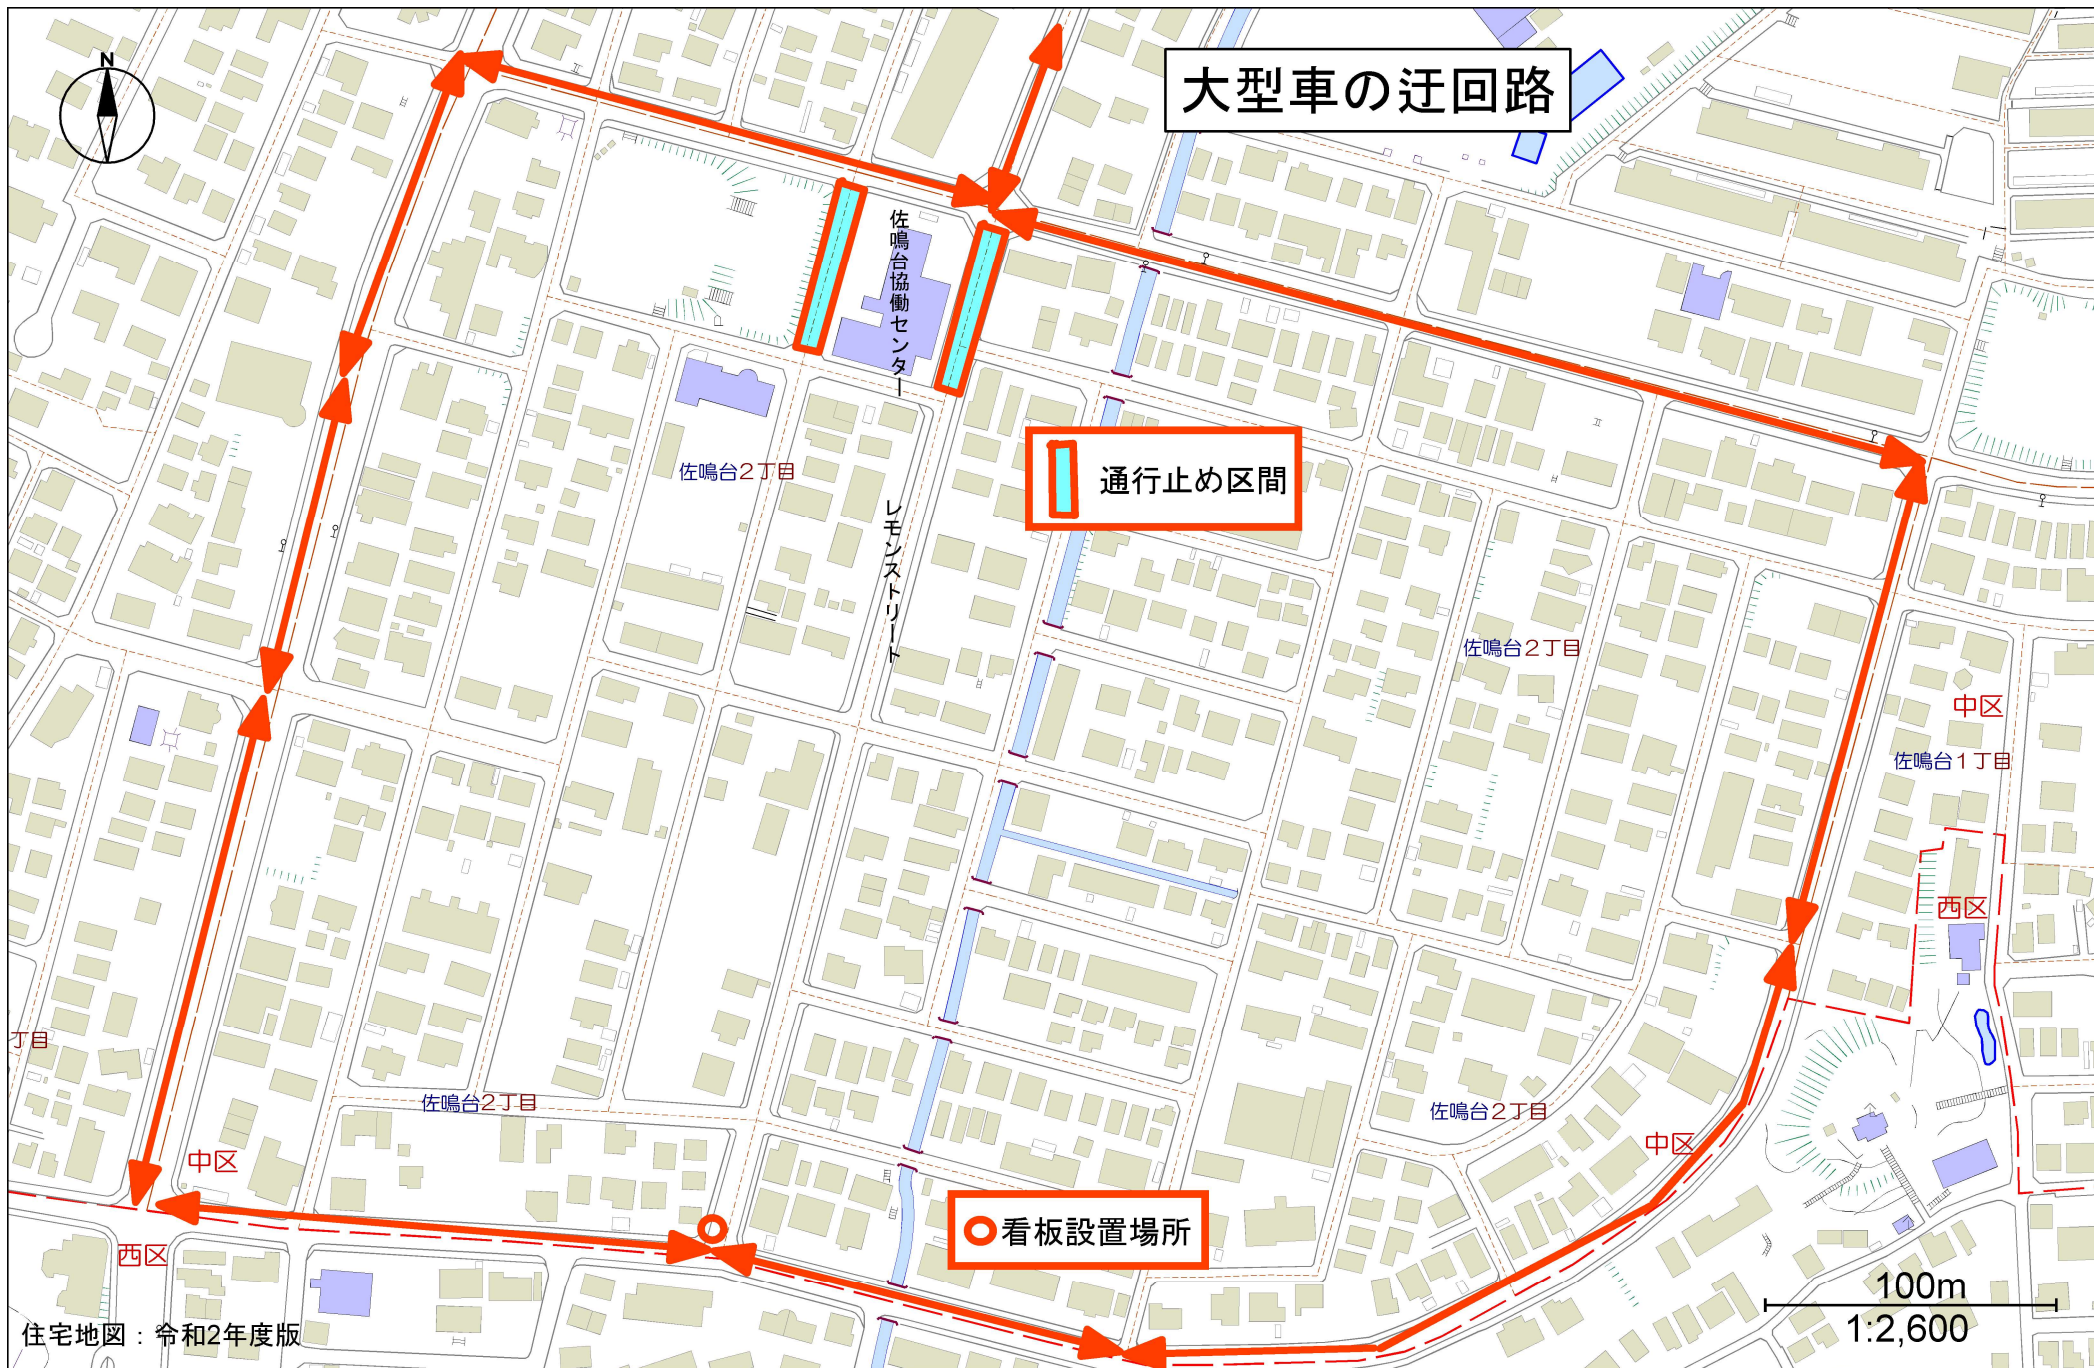 N
大型車の迂回路
佐鳴台協働センター
通行止め区間
佐鳴台2丁目
レモンストリート
佐鳴台2丁目
中区
佐鳴台1丁目
西区
丁目
佐鳴台2丁目
佐鳴台2丁目
中区
中区
看板設置場所
西区
100m
1:2,600
住宅地図：令和2年度版